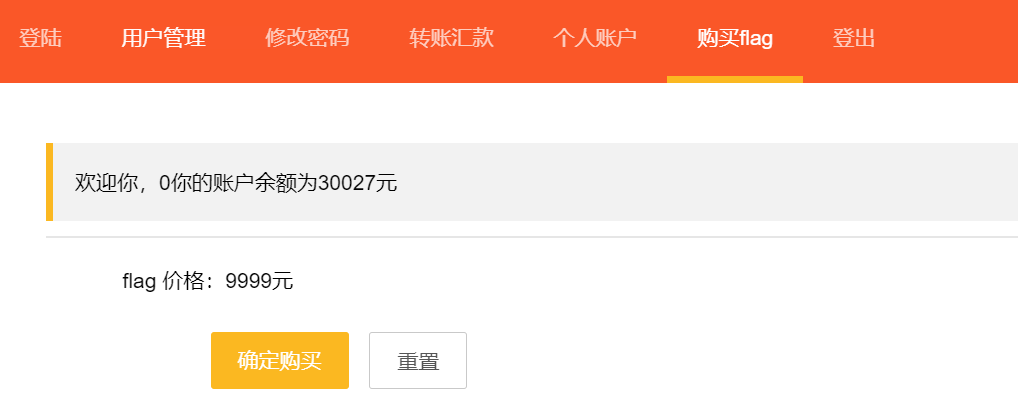 登陆 用户管理 修改密码 转账汇款 个人账户 购买flag 登出
欢迎你，0你的账户余额为30027元
flag 价格：9999元
确定购买 重置